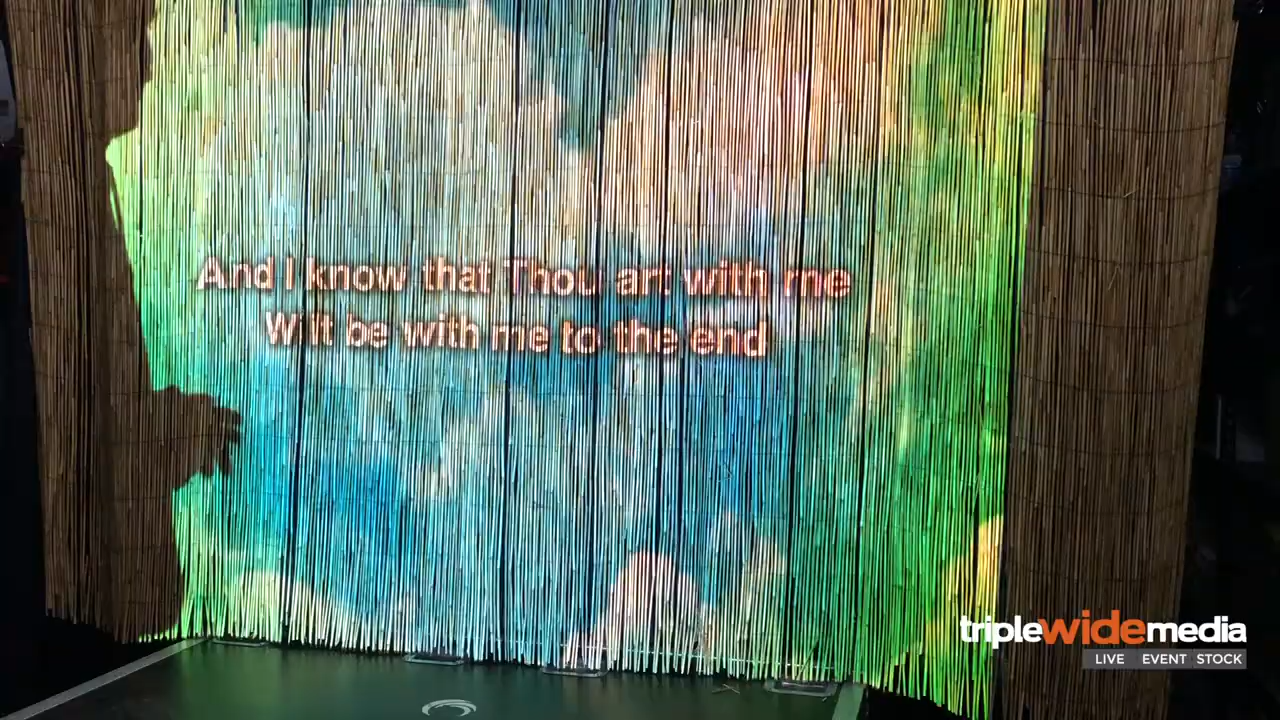 And I know that Thou art with me
Wilt be with me to the end
triplewidemedia
LIVE EVENT STOCK